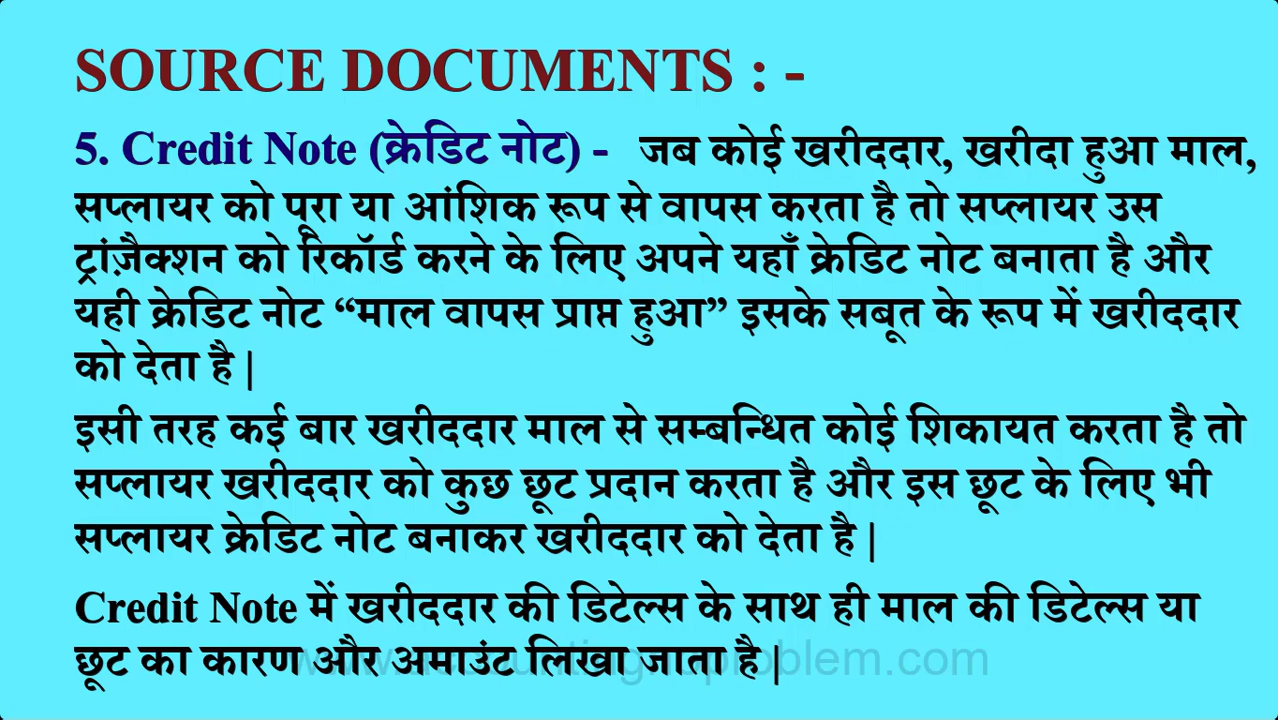 SOURCE DOCUMENTS : -
5. Credit Note (क्रेडिट नोट) - जब कोई खरीददार, खरीदा हुआ माल,
सप्लायर को पूरा या आंशिक रूप से वापस करता है तो सप्लायर उस
ट्रांज़ैक्शन को रिकॉर्ड करने के लिए अपने यहाँ क्रेडिट नोट बनाता है और
यही क्रेडिट नोट “माल वापस प्राप्त हुआ” इसके सबूत के रूप में खरीददार
को देता है |
इसी तरह कई बार खरीददार माल से सम्बन्धित कोई शिकायत करता है तो
सप्लायर खरीददार को कुछ छूट प्रदान करता है और इस छूट के लिए भी
सप्लायर क्रेडिट नोट बनाकर खरीददार को देता है |
Credit Note में खरीददार की डिटेल्स के साथ ही माल की डिटेल्स या
छूट का कारण और अमाउंट लिखा जाता है |